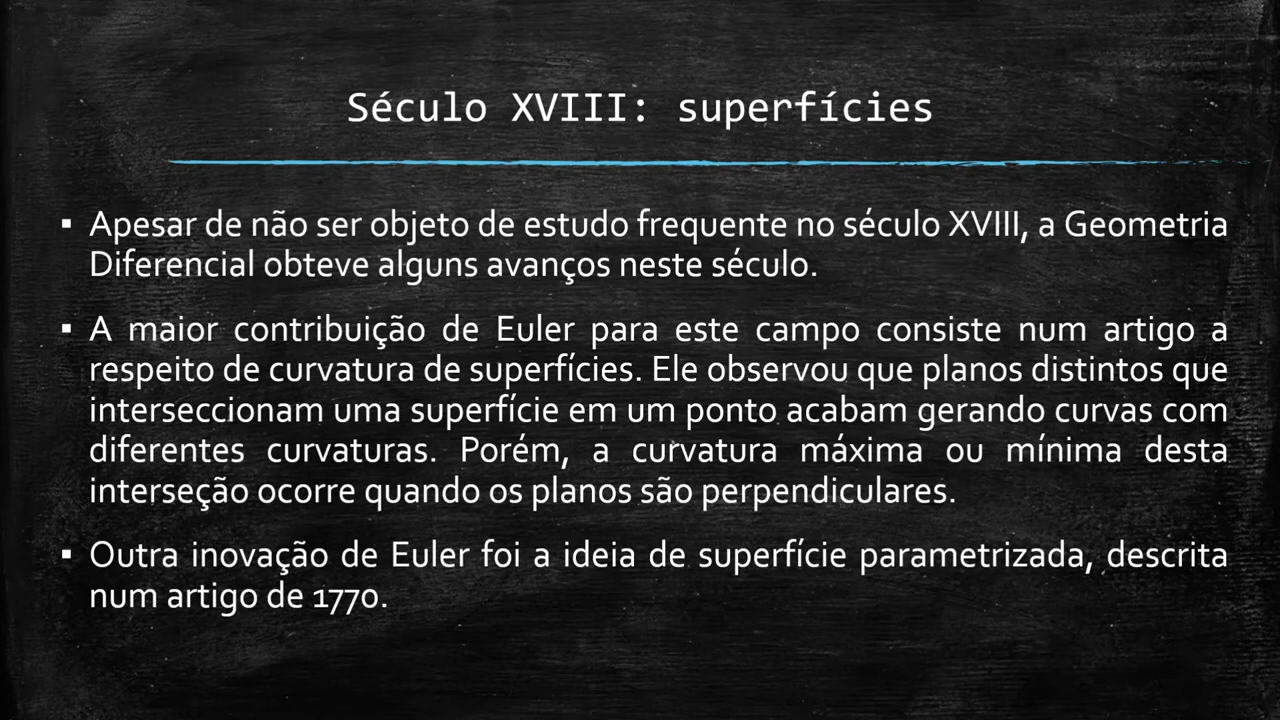 Século XVIII: superfícies
▪ Apesar de não ser objeto de estudo frequente no século XVIII, a Geometria
Diferencial obteve alguns avanços neste século.
▪ A maior contribuição de Euler para este campo consiste num artigo a
respeito de curvatura de superfícies. Ele observou que planos distintos que
interseccionam uma superfície em um ponto acabam gerando curvas com
diferentes curvaturas. Porém, a curvatura máxima ou mínima desta
interseção ocorre quando os planos são perpendiculares.
▪ Outra inovação de Euler foi a ideia de superfície parametrizada, descrita
num artigo de 1770.